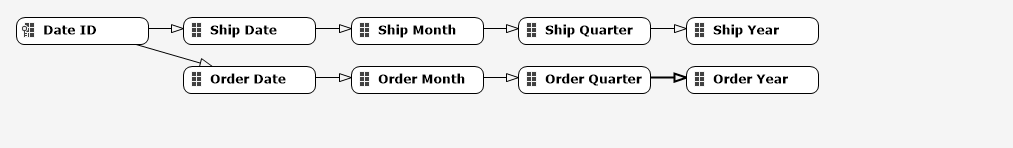 Date ID
Ship Date
Ship Month
Ship Quarter
Ship Year
Order Date
Order Month
Order Quarter
Order Year